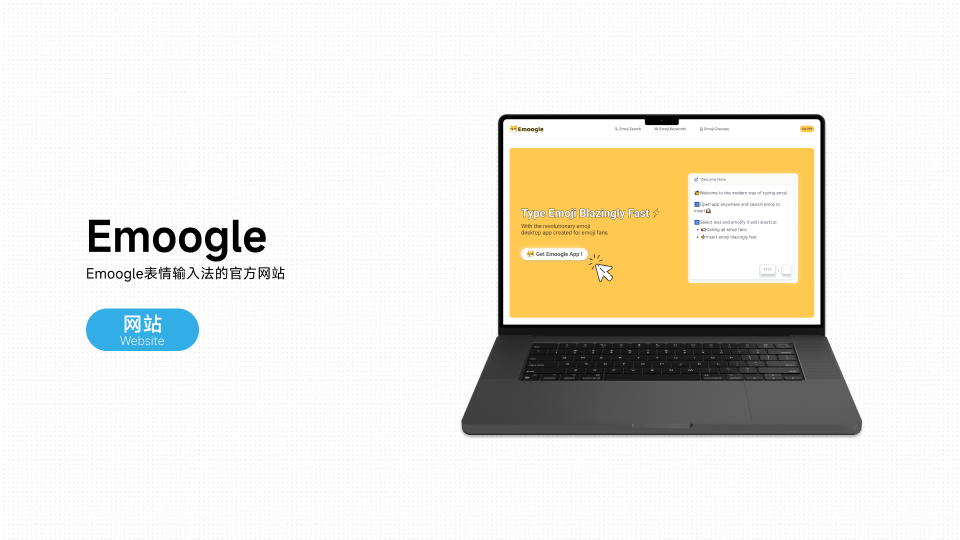 Emoogle
Emoogle表情输入法的官方网站
网站
Website
Emoogle
Emoji Search
Emoji Keywords
Emoji Glosses
Type Emoji Blazingly Fast⚡
With the revolutionary emoji
desktop app created for emoji fans
Get Emoogle App !
Welcome Note
Welcome to the modern way of typing emoji
Open app anywhere and search emoji to
insert
Select text and emojify it with shortcut
Calling all emoji fans
Insert emoji blazingly fast